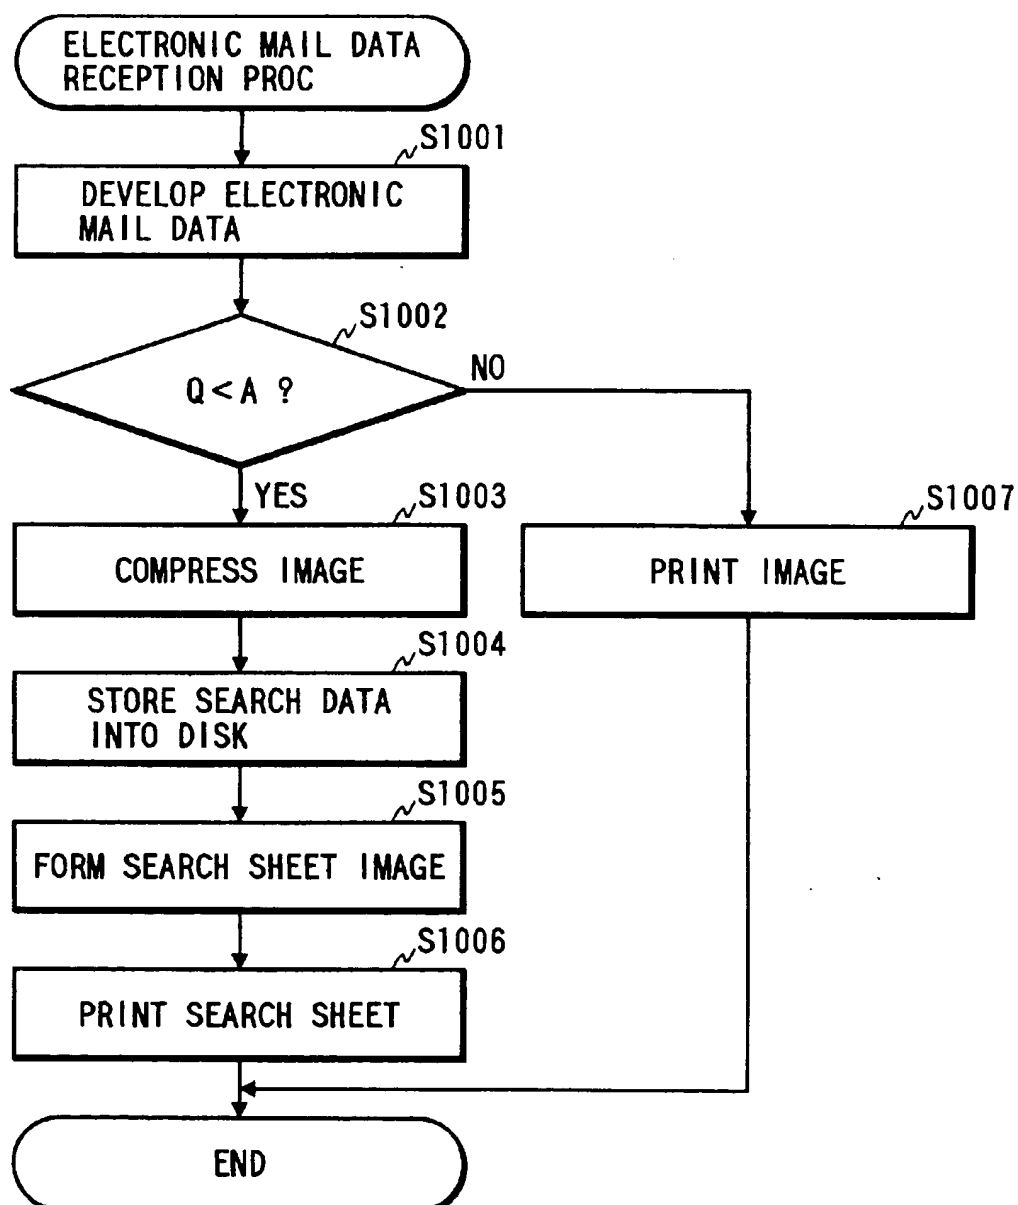 ELECTRONIC MAIL DATA
RECEPTION PROC
S1001
DEVELOP ELECTRONIC
MAIL DATA
S1002
Q<A ?
NO
YES
S1003
COMPRESS IMAGE
S1007
PRINT IMAGE
S1004
STORE SEARCH DATA
INTO DISK
S1005
FORM SEARCH SHEET IMAGE
S1006
PRINT SEARCH SHEET
END